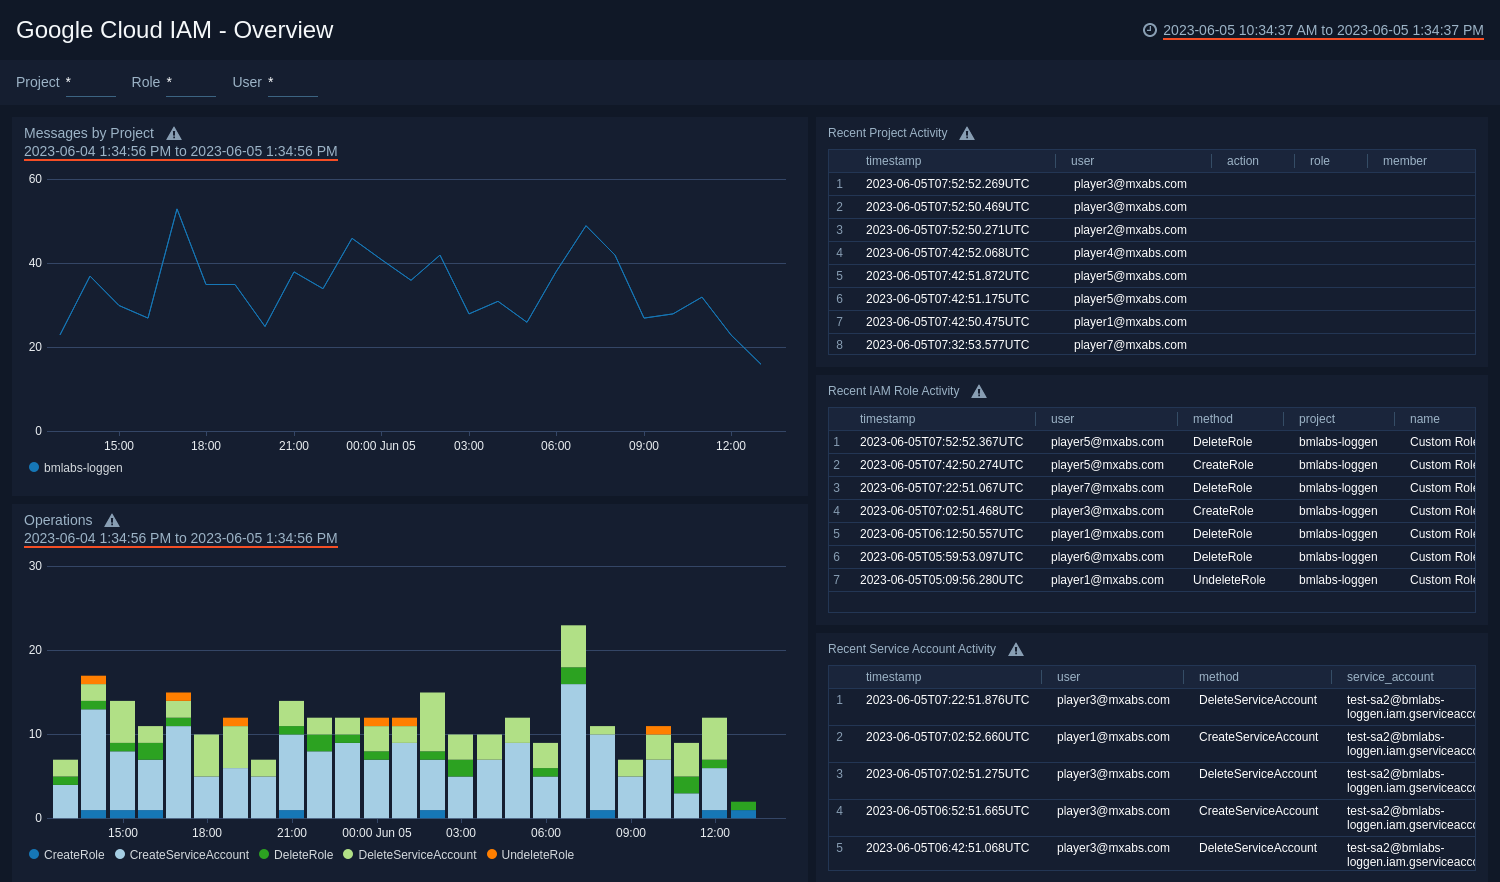 Google Cloud IAM - Overview
2023-06-05 10:34:37 AM to 2023-06-05 1:34:37 PM
Project * Role * User *
Messages by Project
2023-06-04 1:34:56 PM to 2023-06-05 1:34:56 PM
60
40
20
0
15:00 18:00 21:00 00:00 Jun 05 03:00 06:00 09:00 12:00
bmlabs-loggen
Operations
2023-06-04 1:34:56 PM to 2023-06-05 1:34:56 PM
30
20
10
0
15:00 18:00 21:00 00:00 Jun 05 03:00 06:00 09:00 12:00
CreateRole CreateServiceAccount DeleteRole DeleteServiceAccount UndeleteRole
Recent Project Activity
timestamp user action role member
1 2023-06-05T07:52:52.269UTC player3@mxabs.com
2 2023-06-05T07:52:50.469UTC player3@mxabs.com
3 2023-06-05T07:52:50.271UTC player2@mxabs.com
4 2023-06-05T07:42:52.068UTC player4@mxabs.com
5 2023-06-05T07:42:51.872UTC player5@mxabs.com
6 2023-06-05T07:42:51.175UTC player5@mxabs.com
7 2023-06-05T07:42:50.475UTC player1@mxabs.com
8 2023-06-05T07:32:53.577UTC player7@mxabs.com
Recent IAM Role Activity
timestamp user method project name
1 2023-06-05T07:52:52.367UTC player5@mxabs.com DeleteRole bmlabs-loggen Custom Role
2 2023-06-05T07:42:50.274UTC player5@mxabs.com CreateRole bmlabs-loggen Custom Role
3 2023-06-05T07:22:51.067UTC player7@mxabs.com DeleteRole bmlabs-loggen Custom Role
4 2023-06-05T07:02:51.468UTC player3@mxabs.com CreateRole bmlabs-loggen Custom Role
5 2023-06-05T06:12:50.557UTC player1@mxabs.com DeleteRole bmlabs-loggen Custom Role
6 2023-06-05T05:59:53.097UTC player6@mxabs.com DeleteRole bmlabs-loggen Custom Role
7 2023-06-05T05:09:56.280UTC player1@mxabs.com UndeleteRole bmlabs-loggen Custom Role
Recent Service Account Activity
timestamp user method service_account
1 2023-06-05T07:22:51.876UTC player3@mxabs.com DeleteServiceAccount test-sa2@bmlabs-
loggen.iam.gserviceacco
2 2023-06-05T07:02:52.660UTC player1@mxabs.com CreateServiceAccount test-sa2@bmlabs-
loggen.iam.gserviceacco
3 2023-06-05T07:02:51.275UTC player3@mxabs.com DeleteServiceAccount test-sa2@bmlabs-
loggen.iam.gserviceacco
4 2023-06-05T06:52:51.665UTC player3@mxabs.com CreateServiceAccount test-sa2@bmlabs-
loggen.iam.gserviceacco
5 2023-06-05T06:42:51.068UTC player3@mxabs.com DeleteServiceAccount test-sa2@bmlabs-
loggen.iam.gserviceacco